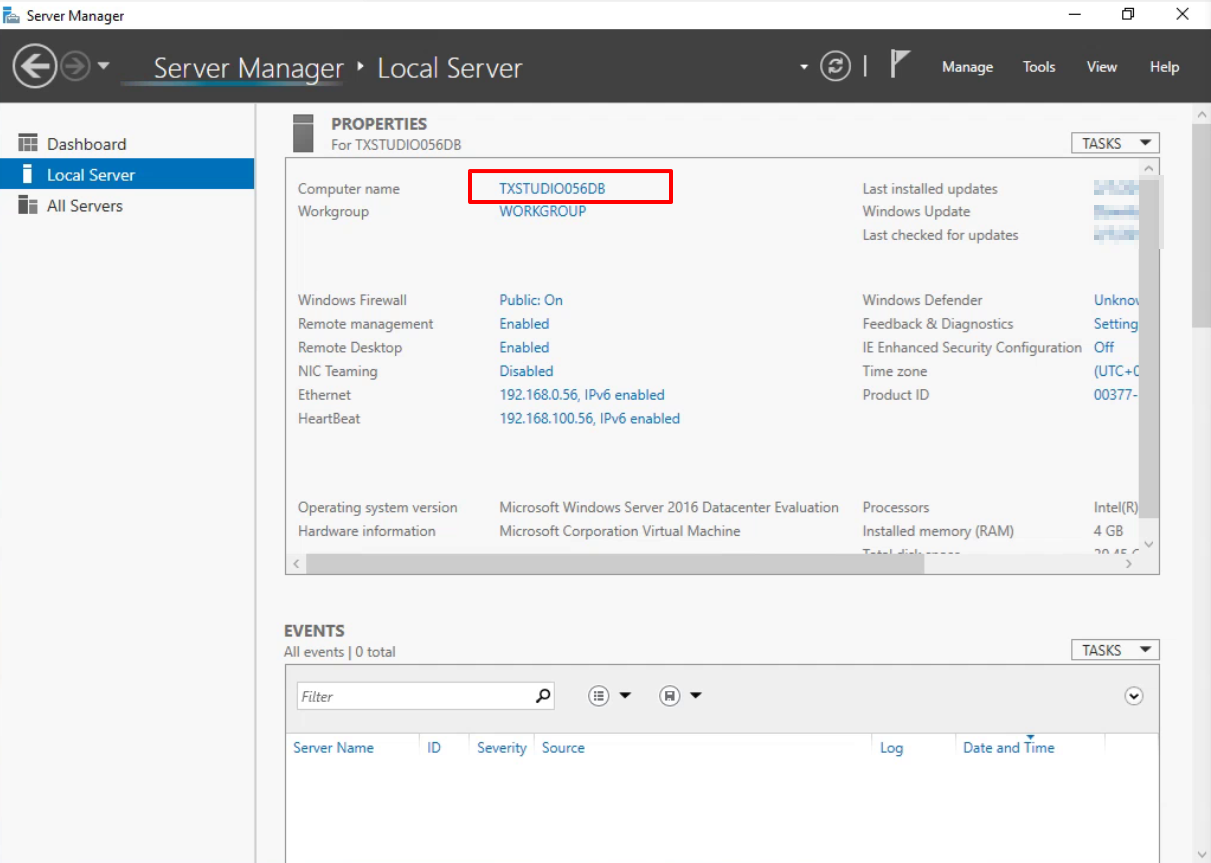 Server Manager
Server Manager ‣ Local Server
Manage Tools View Help
Dashboard
Local Server
All Servers
PROPERTIES
For TXSTUDIO056DB
TASKS
Computer name TXSTUDIO056DB
Workgroup WORKGROUP
Last installed updates
Windows Update
Last checked for updates
Windows Firewall Public: On
Remote management Enabled
Remote Desktop Enabled
NIC Teaming Disabled
Ethernet 192.168.0.56, IPv6 enabled
HeartBeat 192.168.100.56, IPv6 enabled
Windows Defender Unknow
Feedback & Diagnostics Setting
IE Enhanced Security Configuration Off
Time zone (UTC+0
Product ID 00377-
Operating system version Microsoft Windows Server 2016 Datacenter Evaluation
Hardware information Microsoft Corporation Virtual Machine
Processors Intel(R)
Installed memory (RAM) 4 GB
Total disk space
EVENTS
All events | 0 total
TASKS
Filter
Server Name ID Severity Source Log Date and Time